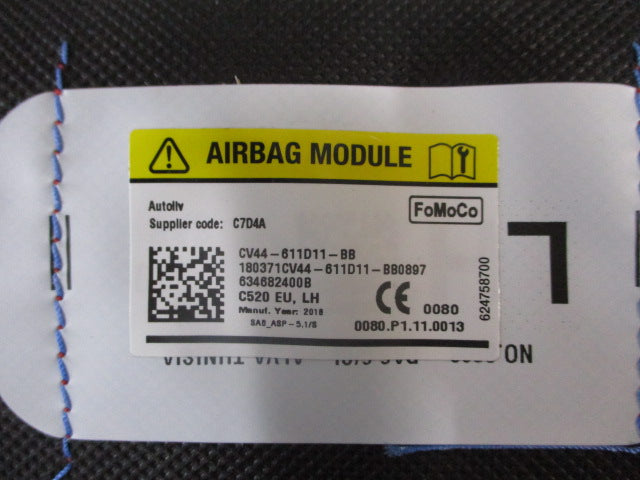 AIRBAG MODULE
Autoliv
Supplier code: C7D4A
FoMoCo
CV44-611D11-BB
180371CV44-611D11-BB0897
634682400B
C520 EU, LH
Manuf. Year: 2018
SAB_ASP-5.1/S
CE 0080
0080.P1.11.0013
624758700
TUNISIA